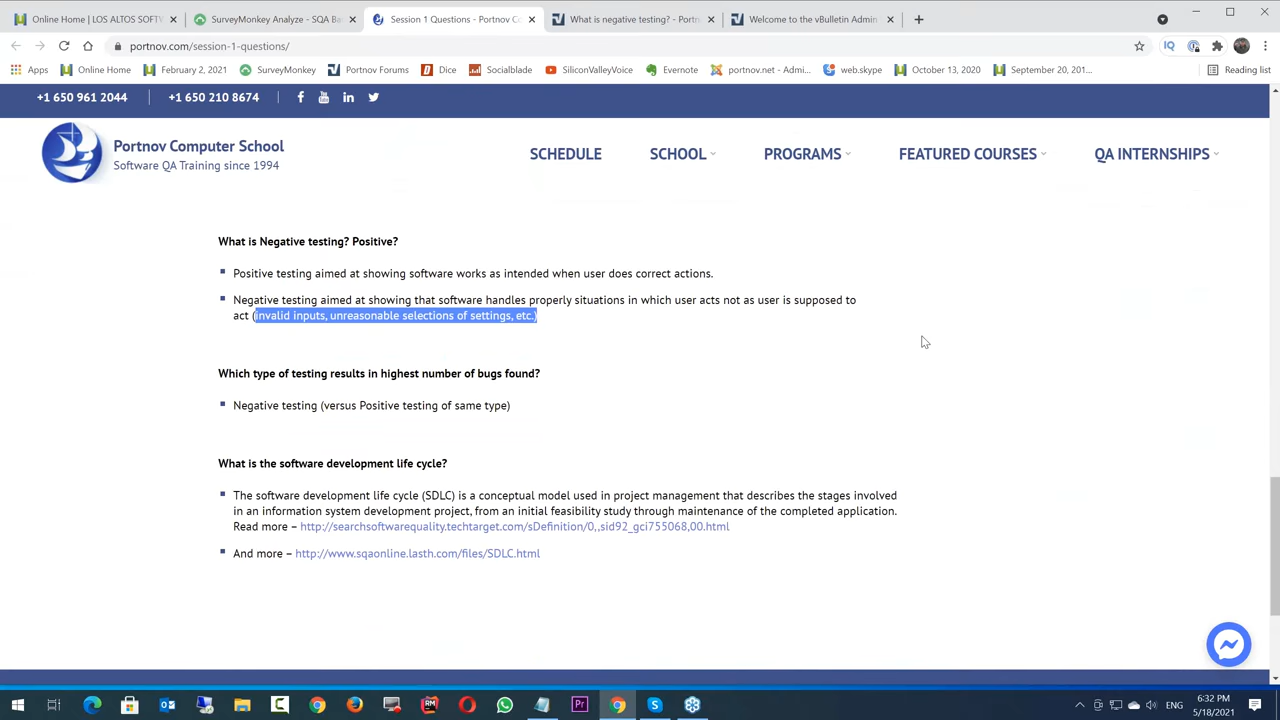 Online Home | LOS ALTOS SOFTW
SurveyMonkey Analyze - SQA Ba
Session 1 Questions - Portnov Co
What is negative testing? - Portn
Welcome to the vBulletin Admin
portnov.com/session-1-questions/
Apps
Online Home
February 2, 2021
SurveyMonkey
Portnov Forums
Dice
Socialblade
SiliconValleyVoice
Evernote
portnov.net - Admi...
web.skype
October 13, 2020
September 20, 201...
Reading list
+1 650 961 2044
+1 650 210 8674
Portnov Computer School
Software QA Training since 1994
SCHEDULE
SCHOOL
PROGRAMS
FEATURED COURSES
QA INTERNSHIPS
What is Negative testing? Positive?
Positive testing aimed at showing software works as intended when user does correct actions.
Negative testing aimed at showing that software handles properly situations in which user acts not as user is supposed to
act (invalid inputs, unreasonable selections of settings, etc.)
Which type of testing results in highest number of bugs found?
Negative testing (versus Positive testing of same type)
What is the software development life cycle?
The software development life cycle (SDLC) is a conceptual model used in project management that describes the stages involved
in an information system development project, from an initial feasibility study through maintenance of the completed application.
Read more – http://searchsoftwarequality.techtarget.com/sDefinition/0,,sid92_gci755068,00.html
And more – http://www.sqaonline.lasth.com/files/SDLC.html
ENG
6:32 PM
5/18/2021